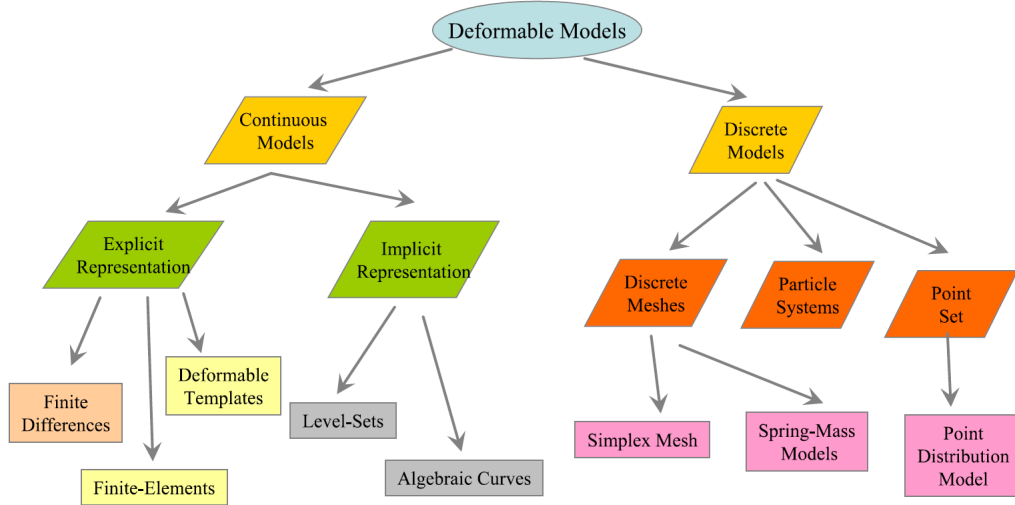 Deformable Models
Continuous
Models
Discrete
Models
Explicit
Representation
Implicit
Representation
Discrete
Meshes
Particle
Systems
Point
Set
Finite
Differences
Deformable
Templates
Level-Sets
Simplex Mesh
Spring-Mass
Models
Point
Distribution
Model
Finite-Elements
Algebraic Curves